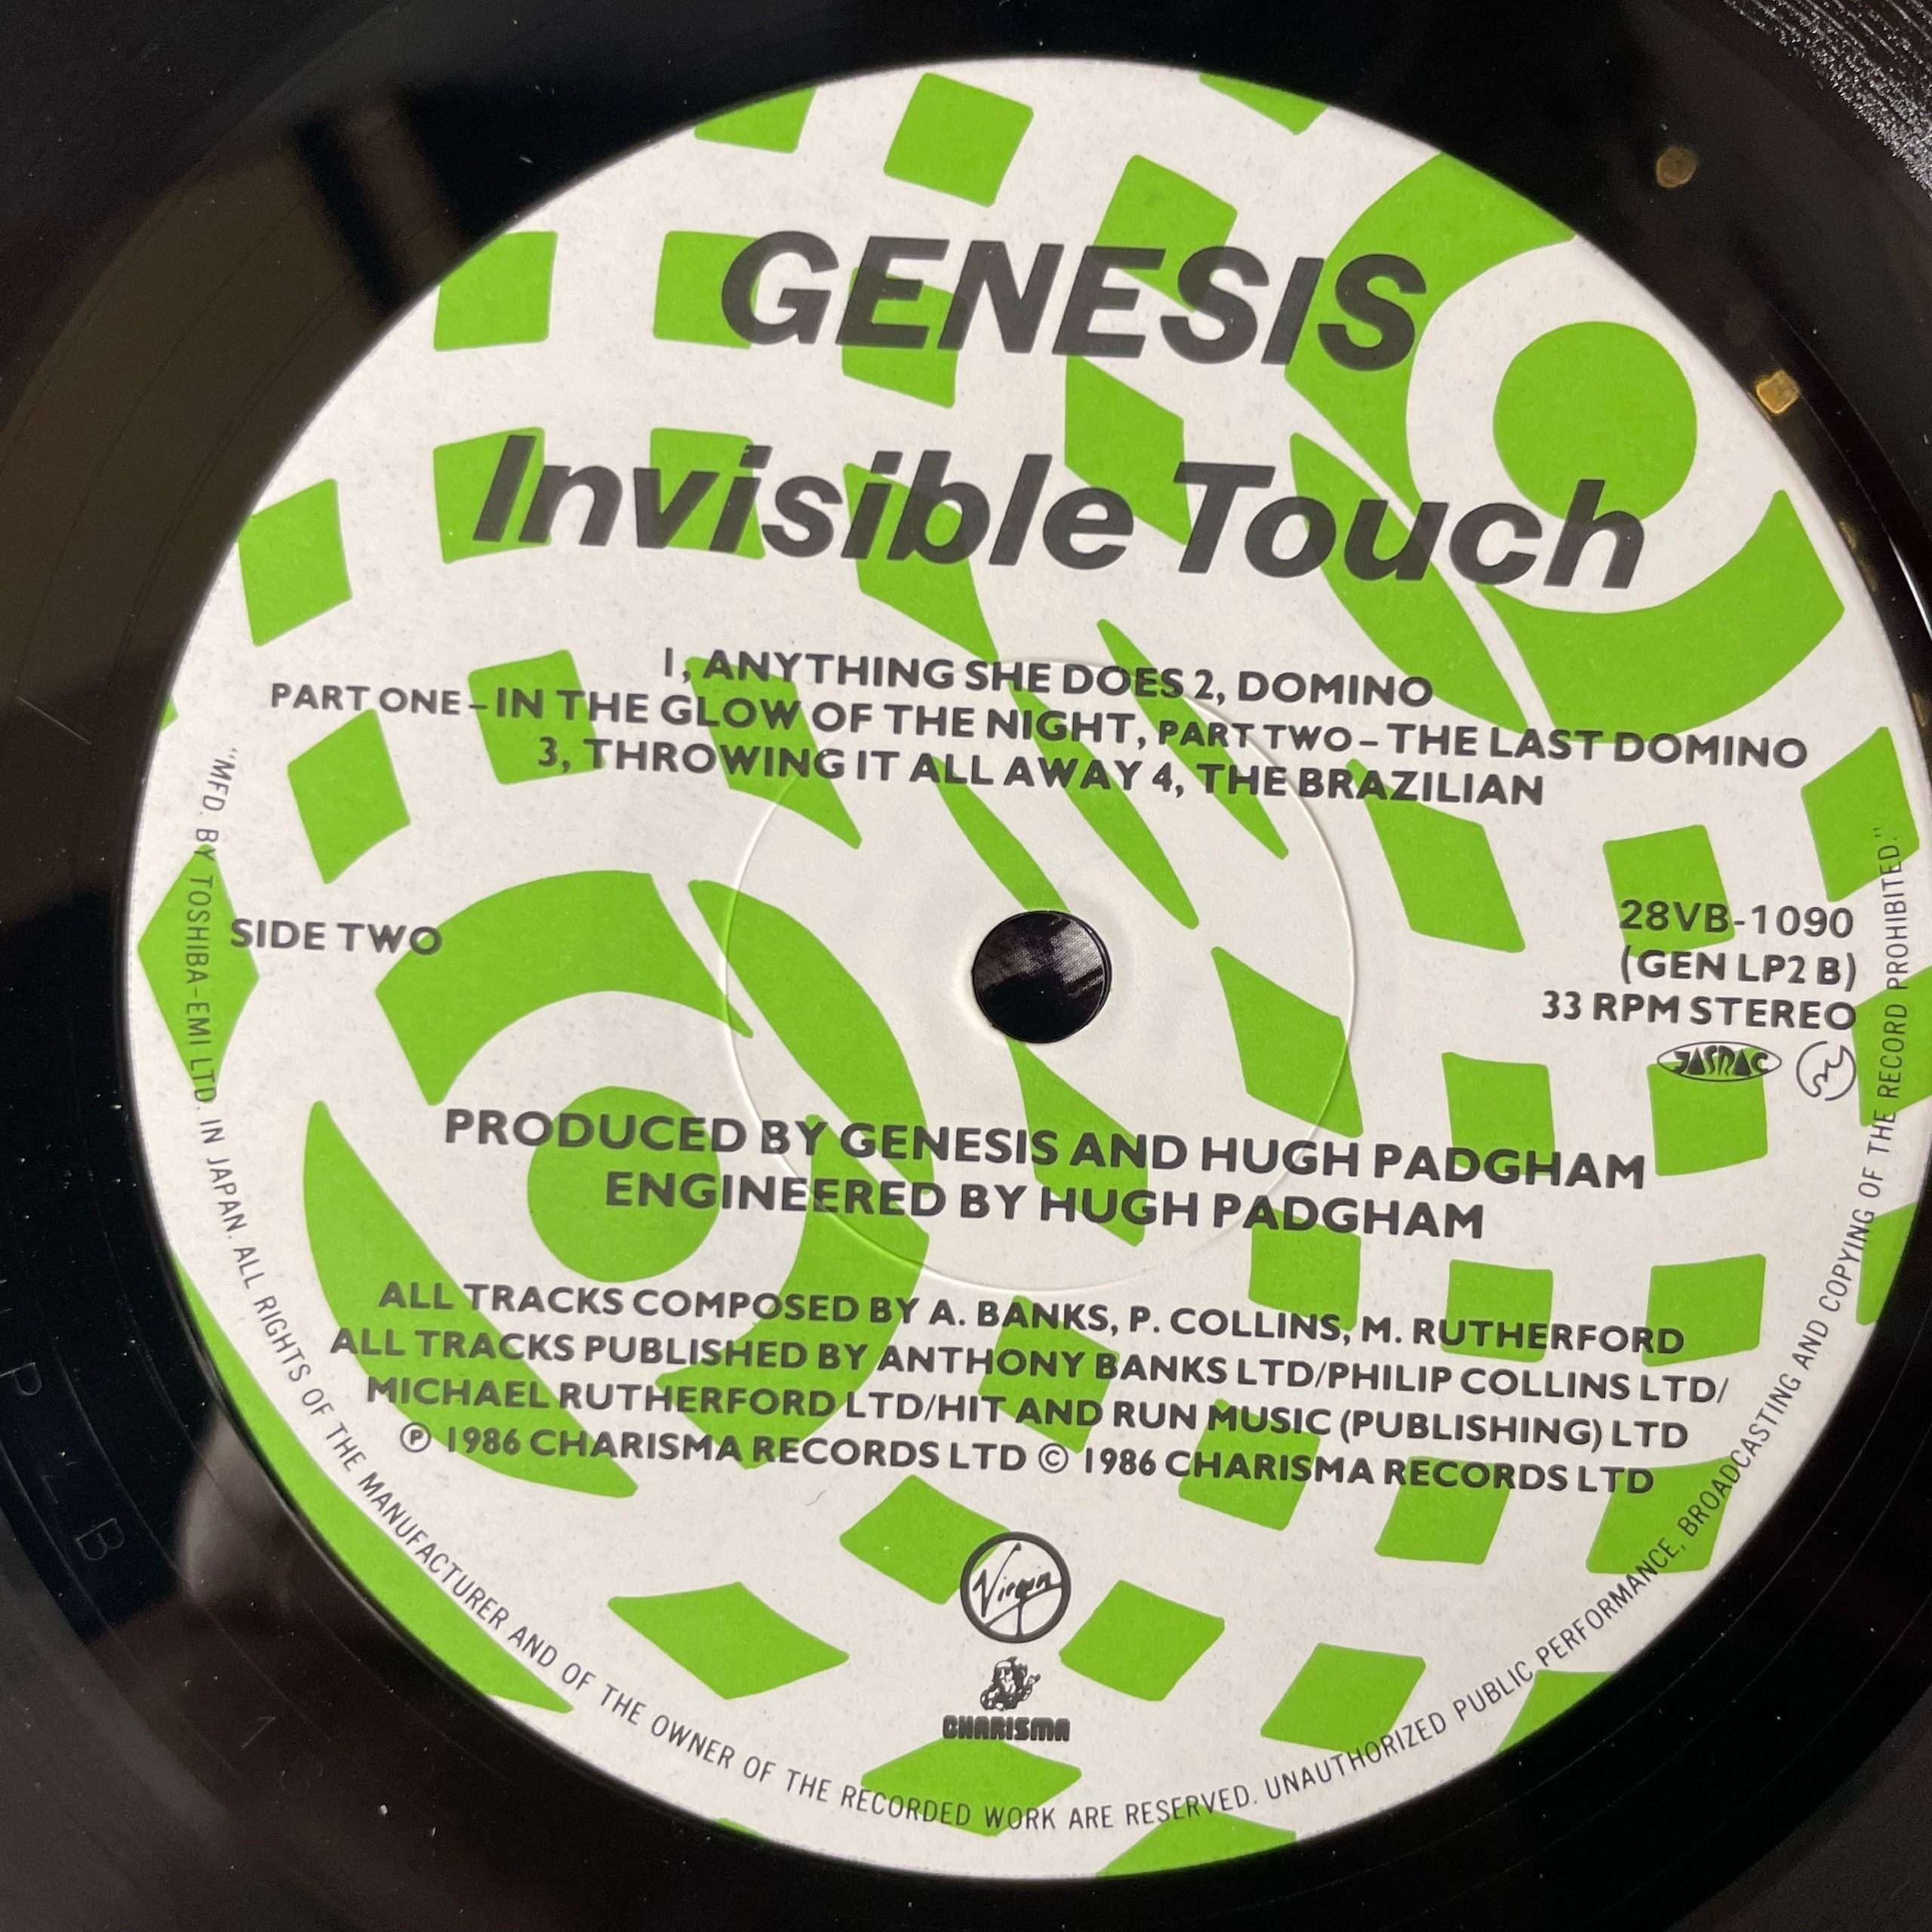 GENESIS
Invisible Touch
1, ANYTHING SHE DOES 2, DOMINO
PART ONE – IN THE GLOW OF THE NIGHT, PART TWO – THE LAST DOMINO
3, THROWING IT ALL AWAY 4, THE BRAZILIAN
SIDE TWO
28VB-1090
(GEN LP2 B)
33 RPM STEREO
JASRAC
PRODUCED BY GENESIS AND HUGH PADGHAM
ENGINEERED BY HUGH PADGHAM
ALL TRACKS COMPOSED BY A. BANKS, P. COLLINS, M. RUTHERFORD
ALL TRACKS PUBLISHED BY ANTHONY BANKS LTD/PHILIP COLLINS LTD/
MICHAEL RUTHERFORD LTD/HIT AND RUN MUSIC (PUBLISHING) LTD
℗ 1986 CHARISMA RECORDS LTD © 1986 CHARISMA RECORDS LTD
Virgin
CHARISMA
"MFD. BY TOSHIBA-EMI LTD. IN JAPAN. ALL RIGHTS OF THE MANUFACTURER AND OF THE OWNER OF THE RECORDED WORK ARE RESERVED. UNAUTHORIZED PUBLIC PERFORMANCE, BROADCASTING AND COPYING OF THE RECORD PROHIBITED."